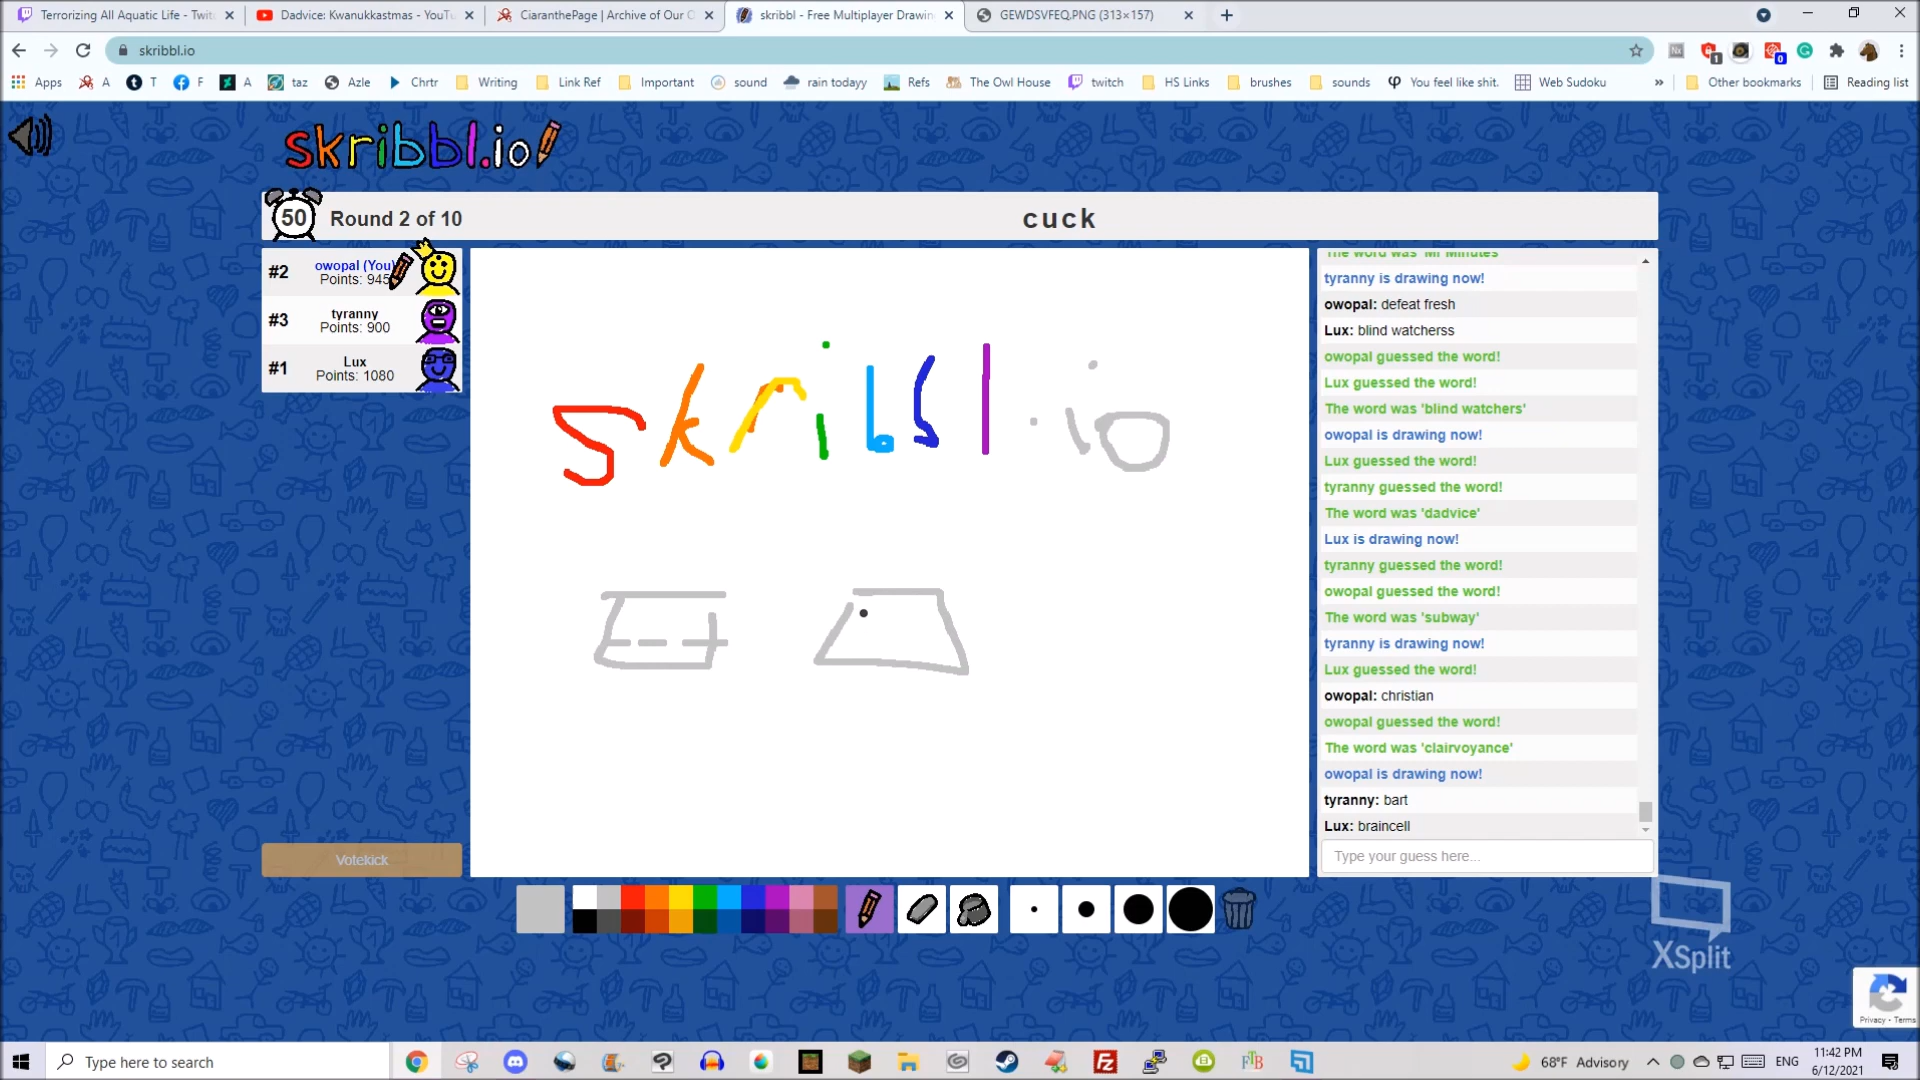 Terrorizing All Aquatic Life - Twit
Dadvice: Kwanukkastmas - YouTu
CiaranthePage | Archive of Our O
skribbl - Free Multiplayer Drawin
GEWDSVFEQ.PNG (313×157)
skribbl.io
Apps
A
T
F
A
taz
Azle
Chrtr
Writing
Link Ref
Important
sound
rain todayy
Refs
The Owl House
twitch
HS Links
brushes
sounds
You feel like shit.
Web Sudoku
»
Other bookmarks
Reading list
skribbl.io
50
Round 2 of 10
cuck
#2
owopal (You)
Points: 945
#3
tyranny
Points: 900
#1
Lux
Points: 1080
Votekick
skribbl.io
The word was 'Mr Minutes'
tyranny is drawing now!
owopal: defeat fresh
Lux: blind watcherss
owopal guessed the word!
Lux guessed the word!
The word was 'blind watchers'
owopal is drawing now!
Lux guessed the word!
tyranny guessed the word!
The word was 'dadvice'
Lux is drawing now!
tyranny guessed the word!
owopal guessed the word!
The word was 'subway'
tyranny is drawing now!
Lux guessed the word!
owopal: christian
owopal guessed the word!
The word was 'clairvoyance'
owopal is drawing now!
tyranny: bart
Lux: braincell
Type your guess here...
XSplit
Privacy - Terms
Type here to search
68°F Advisory
ENG
11:42 PM
6/12/2021